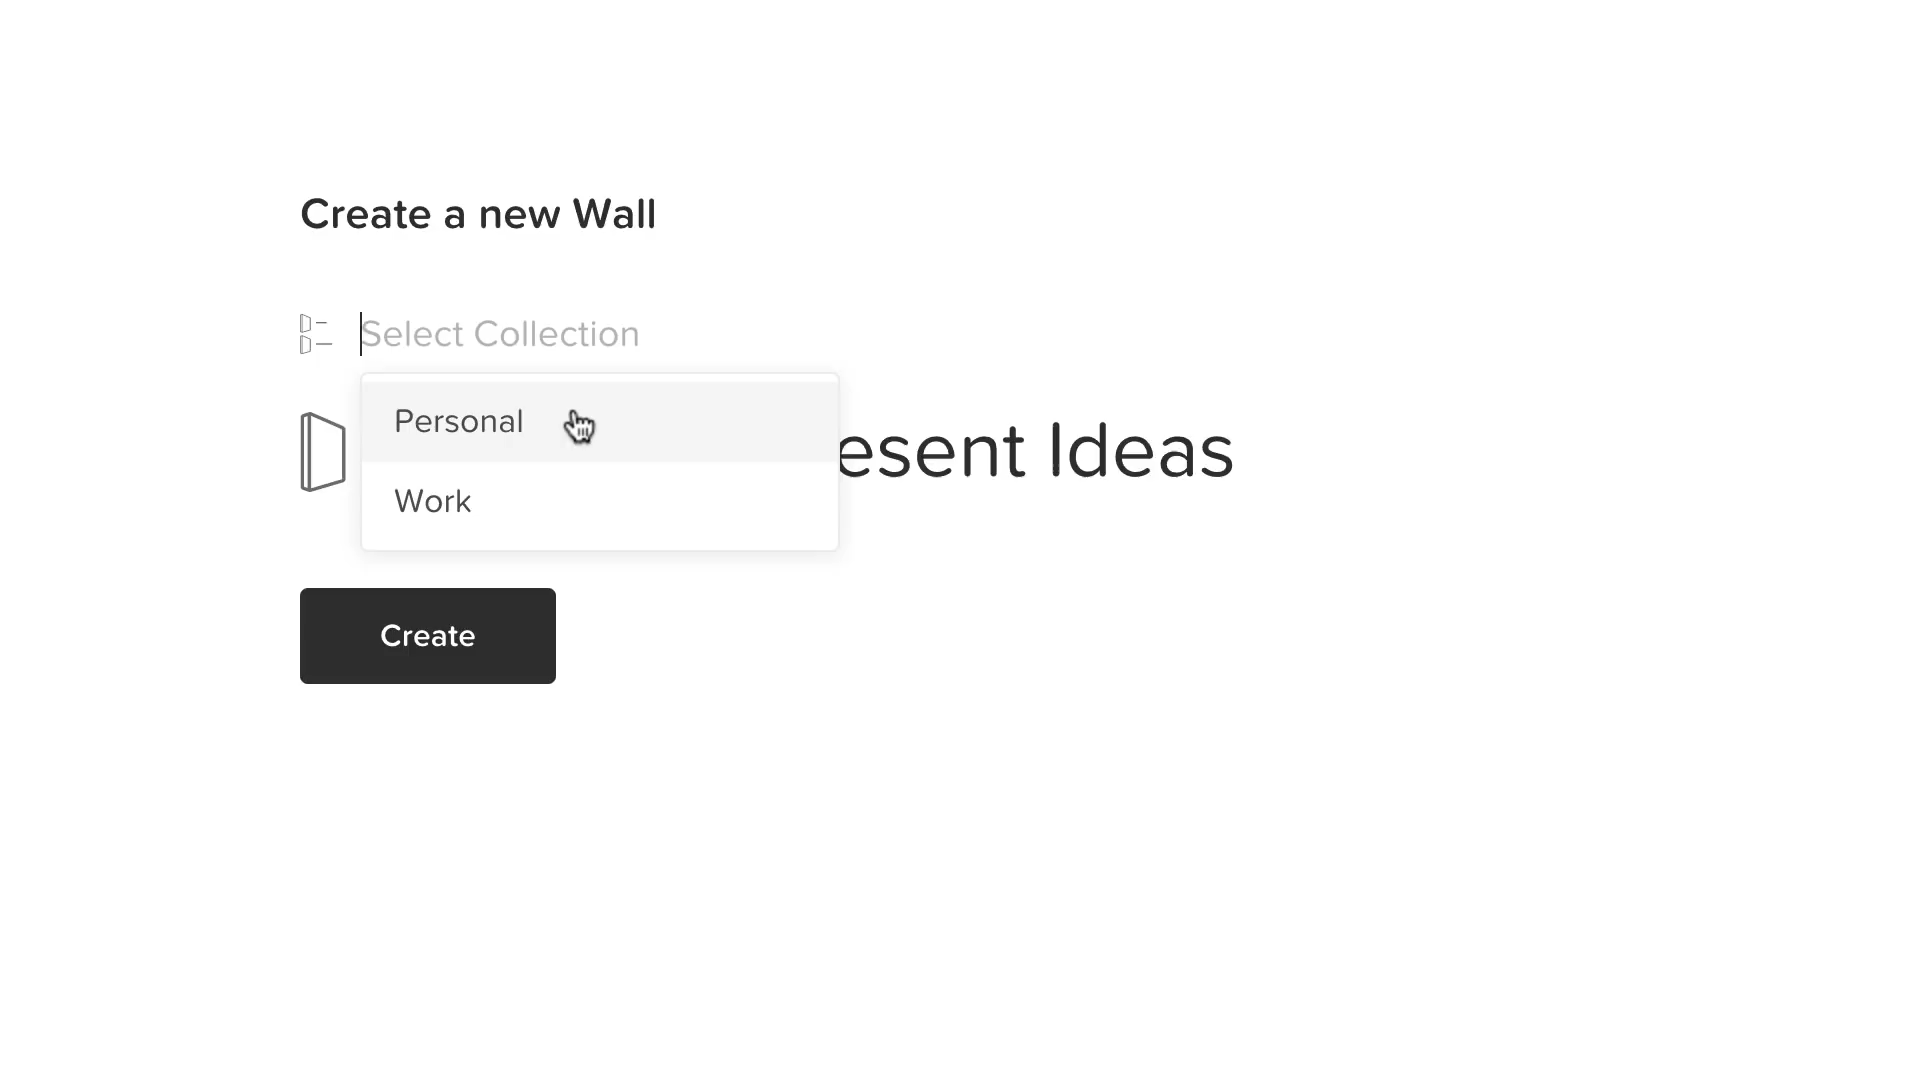 Create a new Wall
Select Collection
Personal
esent Ideas
Work
Create